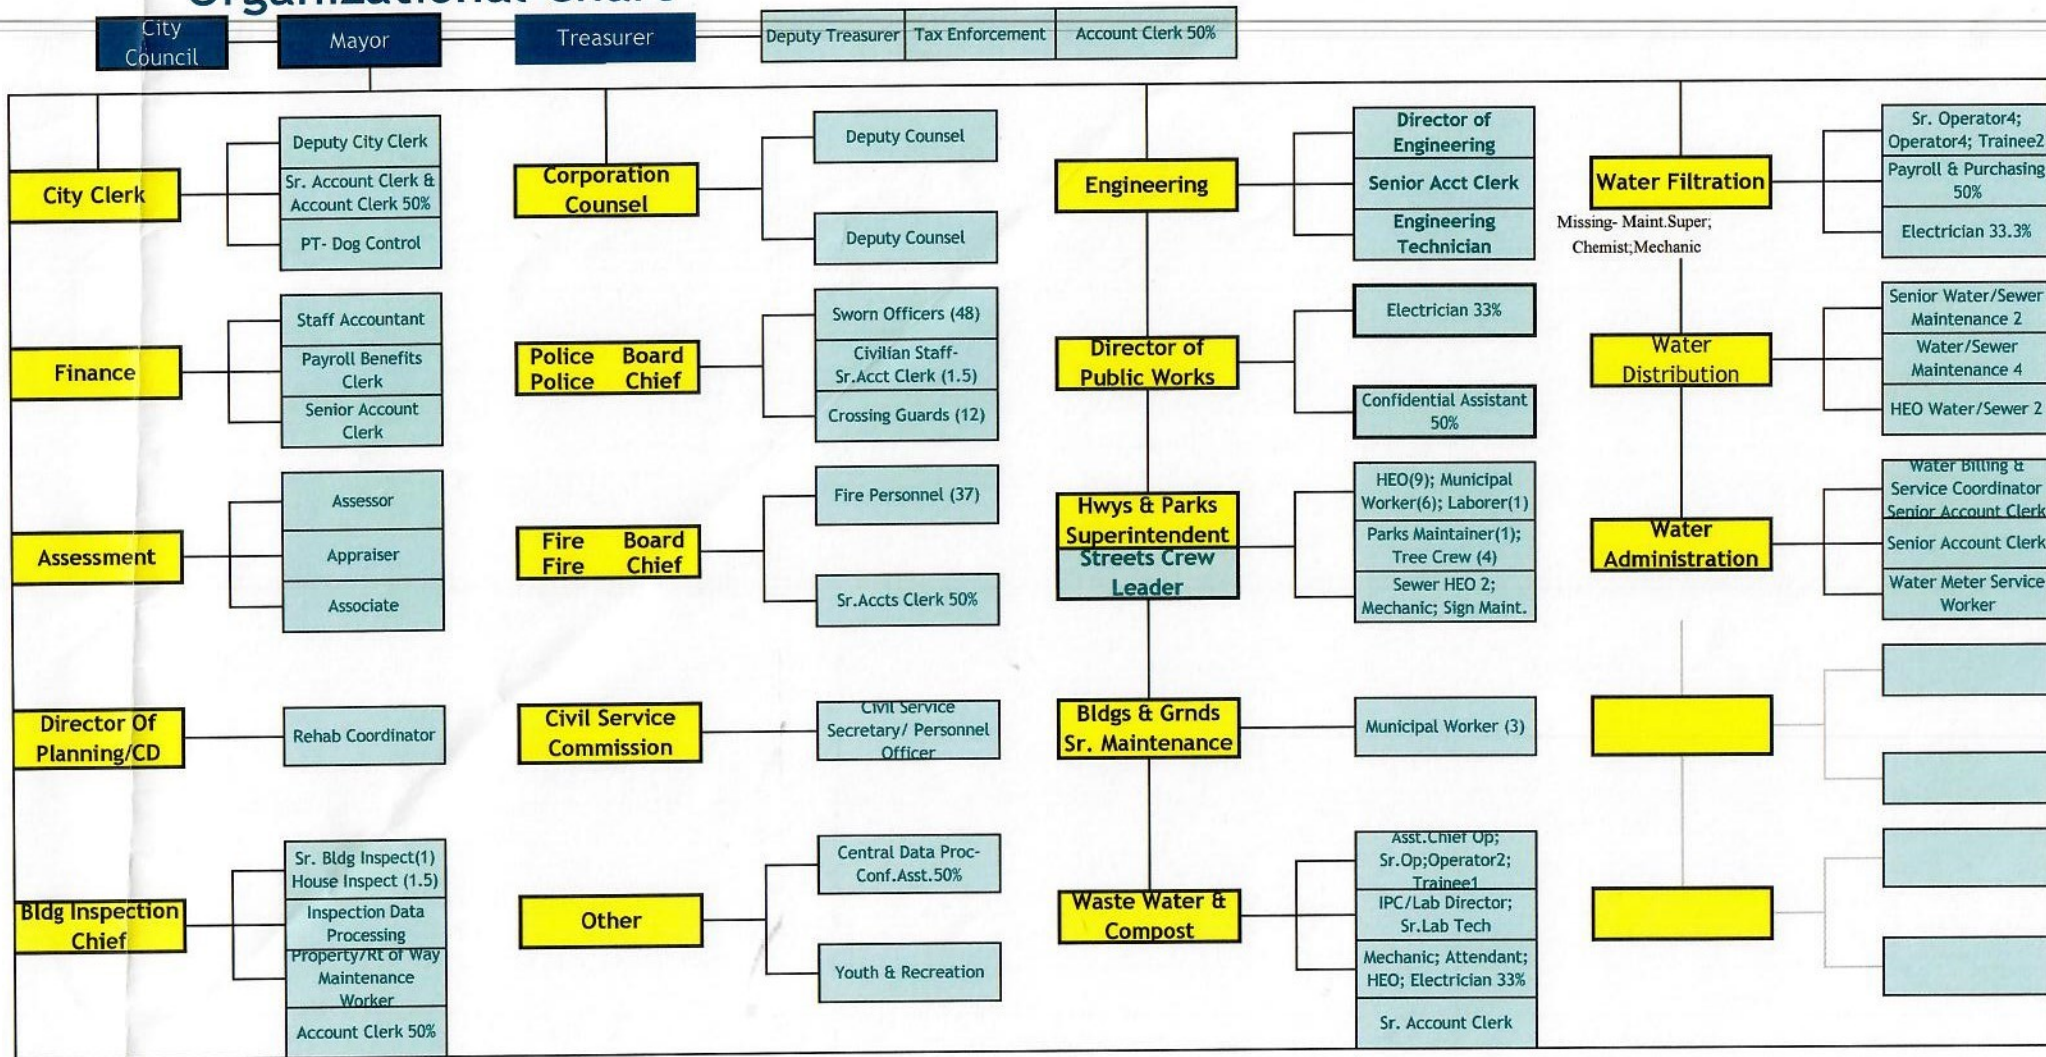 Organizational Chart
City
Council
Mayor
Treasurer
Deputy Treasurer
Tax Enforcement
Account Clerk 50%
City Clerk
Deputy City Clerk
Sr. Account Clerk &
Account Clerk 50%
PT- Dog Control
Finance
Staff Accountant
Payroll Benefits
Clerk
Senior Account
Clerk
Assessment
Assessor
Appraiser
Associate
Director Of
Planning/CD
Rehab Coordinator
Bldg Inspection
Chief
Sr. Bldg Inspect(1)
House Inspect (1.5)
Inspection Data
Processing
Property/Rt of Way
Maintenance
Worker
Account Clerk 50%
Corporation
Counsel
Deputy Counsel
Deputy Counsel
Police Board
Police Chief
Sworn Officers (48)
Civilian Staff-
Sr.Acct Clerk (1.5)
Crossing Guards (12)
Fire Board
Fire Chief
Fire Personnel (37)
Sr.Accts Clerk 50%
Civil Service
Commission
Civil Service
Secretary/ Personnel
Officer
Other
Central Data Proc-
Conf.Asst.50%
Youth & Recreation
Engineering
Director of
Engineering
Senior Acct Clerk
Engineering
Technician
Director of
Public Works
Electrician 33%
Confidential Assistant
50%
Hwys & Parks
Superintendent
Streets Crew
Leader
HEO(9); Municipal
Worker(6); Laborer(1)
Parks Maintainer(1);
Tree Crew (4)
Sewer HEO 2;
Mechanic; Sign Maint.
Bldgs & Grnds
Sr. Maintenance
Municipal Worker (3)
Waste Water &
Compost
Asst.Chief Op;
Sr.Op;Operator2;
Trainee1
IPC/Lab Director;
Sr.Lab Tech
Mechanic; Attendant;
HEO; Electrician 33%
Sr. Account Clerk
Water Filtration
Missing- Maint.Super;
Chemist;Mechanic
Sr. Operator4;
Operator4; Trainee2
Payroll & Purchasing
50%
Electrician 33.3%
Water
Distribution
Senior Water/Sewer
Maintenance 2
Water/Sewer
Maintenance 4
HEO Water/Sewer 2
Water
Administration
Water Billing &
Service Coordinator
Senior Account Clerk
Senior Account Clerk
Water Meter Service
Worker